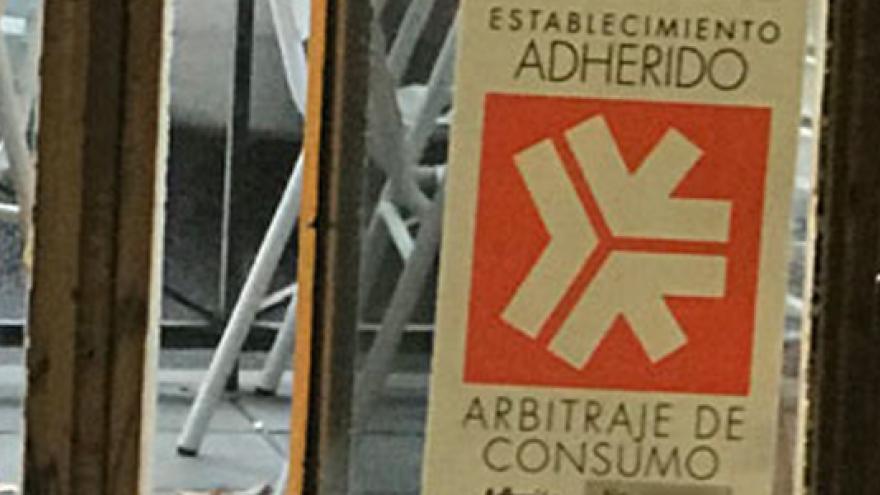 ESTABLECIMIENTO
ADHERIDO
ARBITRAJE DE
CONSUMO